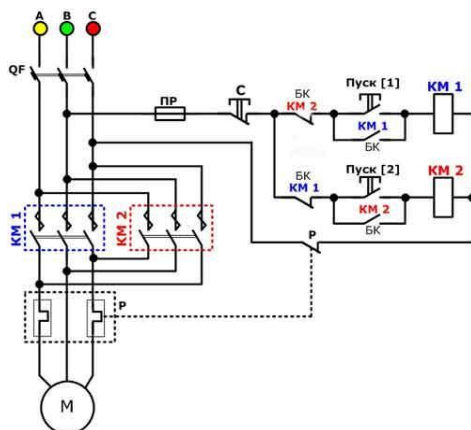 A B C
QF
ПР
С
БК
КМ 2
Пуск [1]
КМ 1
КМ 1
БК
БК
КМ 1
Пуск [2]
КМ 2
КМ 2
БК
КМ 1
КМ 2
Р
Р
М